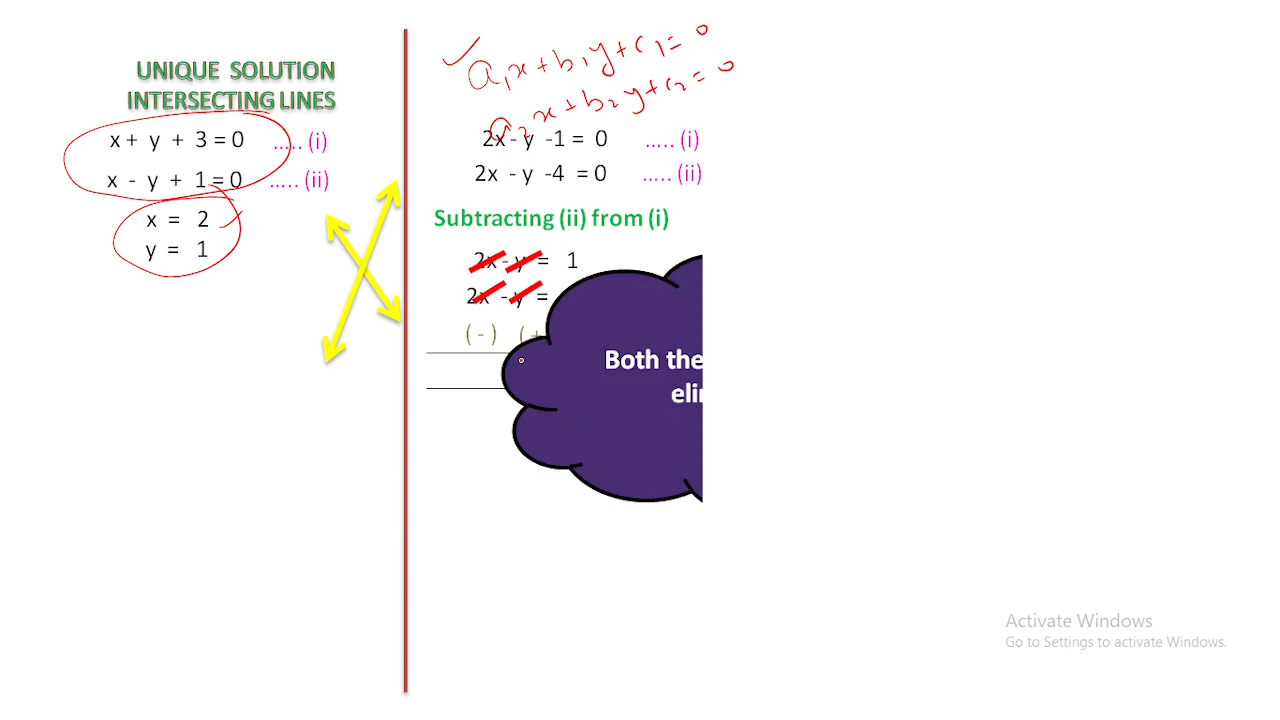 UNIQUE SOLUTION
INTERSECTING LINES
x + y + 3 = 0 ..... (i)
x - y + 1 = 0 ..... (ii)
x = 2
y = 1
a₁x + b₁y + c₁ = 0
a₂x + b₂y + c₂ = 0
2x - y -1 = 0 ..... (i)
2x - y -4 = 0 ..... (ii)
Subtracting (ii) from (i)
2x - y = 1
2x - y =
( - ) ( +
Both the
Activate Windows
Go to Settings to activate Windows.